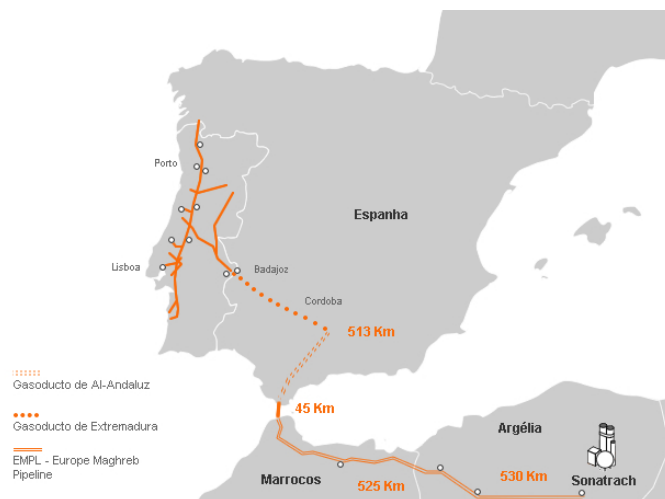 Porto
Espanha
Lisboa
Badajoz
Cordoba
513 Km
Gasoducto de Al-Andaluz
45 Km
Gasoducto de Extremadura
Argélia
EMPL - Europe Maghreb
Pipeline
Marrocos
525 Km
530 Km
Sonatrach